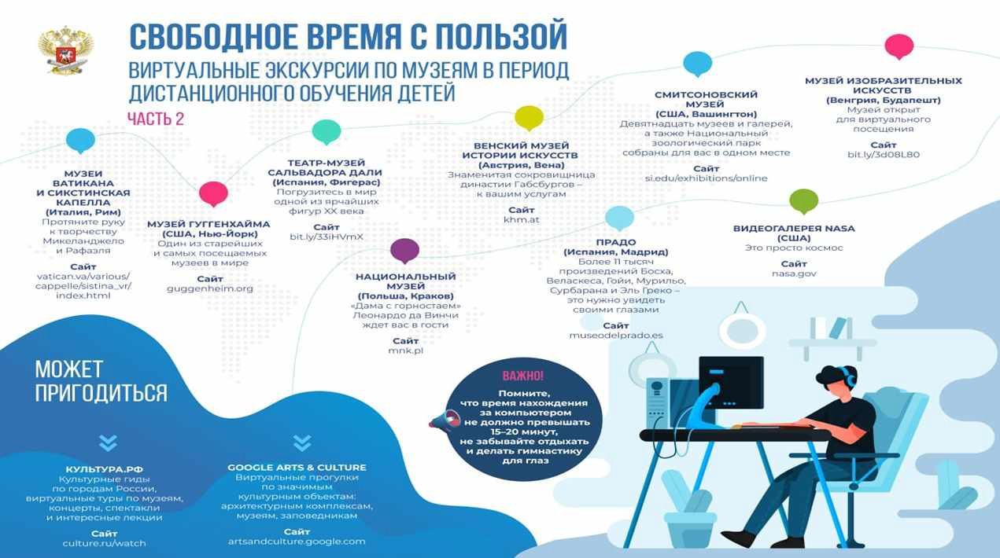 СВОБОДНОЕ ВРЕМЯ С ПОЛЬЗОЙ
ВИРТУАЛЬНЫЕ ЭКСКУРСИИ ПО МУЗЕЯМ В ПЕРИОД
ДИСТАНЦИОННОГО ОБУЧЕНИЯ ДЕТЕЙ
ЧАСТЬ 2
МУЗЕИ
ВАТИКАНА
И СИКСТИНСКАЯ
КАПЕЛЛА
(Италия, Рим)
Протяните руку
к творчеству
Микеланджело
и Рафаэля
Сайт
vatican.va/various/
cappelle/sistina_vr/
index.html
МУЗЕЙ ГУГГЕНХАЙМА
(США, Нью-Йорк)
Один из старейших
и самых посещаемых
музеев в мире
Сайт
guggenheim.org
ТЕАТР-МУЗЕЙ
САЛЬВАДОРА ДАЛИ
(Испания, Фигерас)
Погрузитесь в мир
одной из ярчайших
фигур XX века
Сайт
bit.ly/33iHVmX
НАЦИОНАЛЬНЫЙ
МУЗЕЙ
(Польша, Краков)
«Дама с горностаем»
Леонардо да Винчи
ждет вас в гости
Сайт
mnk.pl
ВЕНСКИЙ МУЗЕЙ
ИСТОРИИ ИСКУССТВ
(Австрия, Вена)
Знаменитая сокровищница
династии Габсбургов –
к вашим услугам
Сайт
khm.at
ПРАДО
(Испания, Мадрид)
Более 11 тысяч
произведений Босха,
Веласкеса, Гойи, Мурильо,
Сурбарана и Эль Греко –
это нужно увидеть
своими глазами
Сайт
museodelprado.es
СМИТСОНОВСКИЙ
МУЗЕЙ
(США, Вашингтон)
Девятнадцать музеев и галерей,
а также Национальный
зоологический парк
собраны для вас в одном месте
Сайт
si.edu/exhibitions/online
МУЗЕЙ ИЗОБРАЗИТЕЛЬНЫХ
ИСКУССТВ
(Венгрия, Будапешт)
Музей открыт
для виртуального
посещения
Сайт
bit.ly/3d08L80
ВИДЕОГАЛЕРЕЯ NASA
(США)
Это просто космос
Сайт
nasa.gov
МОЖЕТ
ПРИГОДИТЬСЯ
КУЛЬТУРА.РФ
Культурные гиды
по городам России,
виртуальные туры по музеям,
концерты, спектакли
и интересные лекции
Сайт
culture.ru/watch
GOOGLE ARTS & CULTURE
Виртуальные прогулки
по значимым
культурным объектам:
архитектурным комплексам,
музеям, заповедникам
Сайт
artsandculture.google.com
ВАЖНО!
Помните,
что время нахождения
за компьютером
не должно превышать
15–20 минут,
не забывайте отдыхать
и делать гимнастику
для глаз